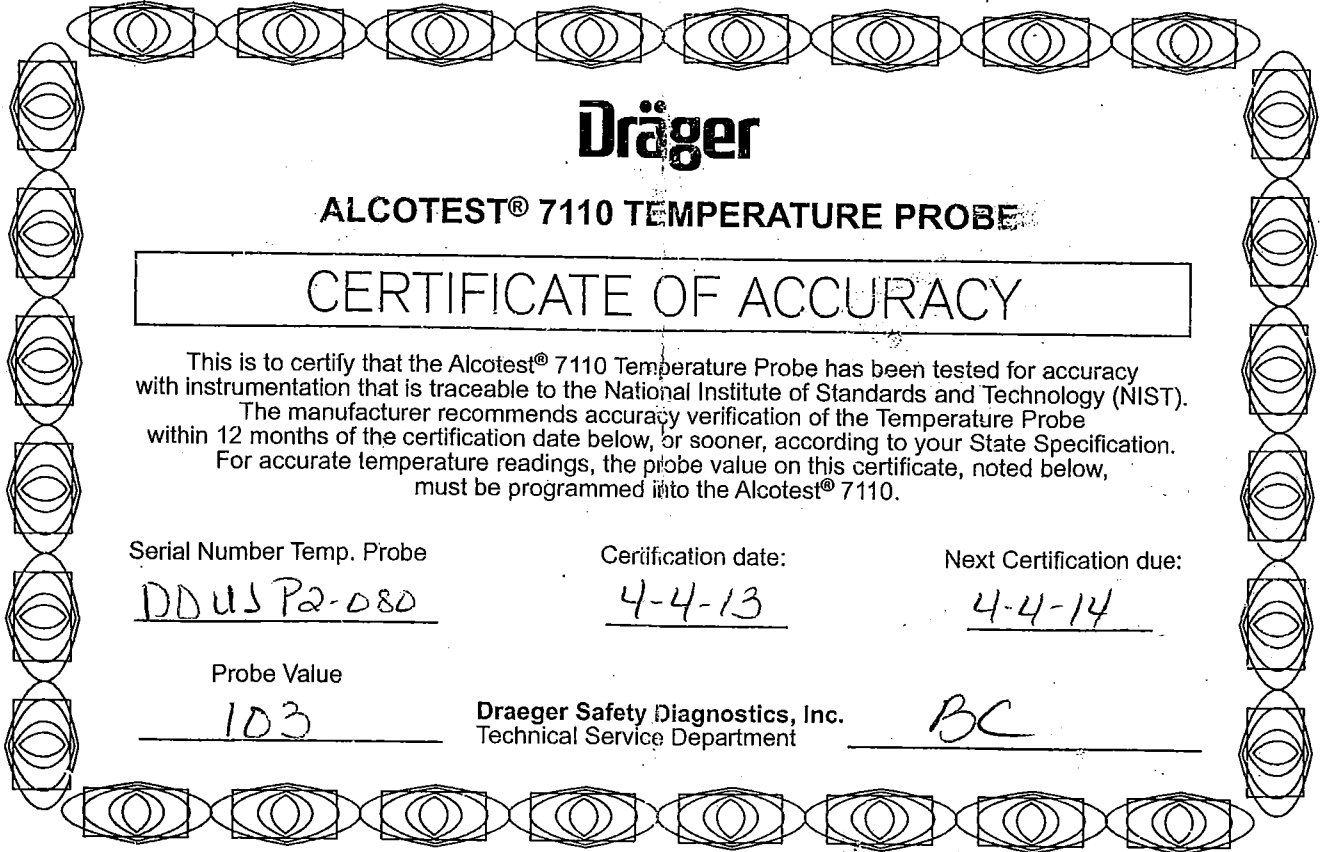 Dräger
ALCOTEST® 7110 TEMPERATURE PROBE
CERTIFICATE OF ACCURACY
This is to certify that the Alcotest® 7110 Temperature Probe has been tested for accuracy
with instrumentation that is traceable to the National Institute of Standards and Technology (NIST).
The manufacturer recommends accuracy verification of the Temperature Probe
within 12 months of the certification date below, or sooner, according to your State Specification.
For accurate temperature readings, the probe value on this certificate, noted below,
must be programmed into the Alcotest® 7110.
Serial Number Temp. Probe Certification date: Next Certification due:
DDUSP2-080 4-4-13 4-4-14
Probe Value
103 Draeger Safety Diagnostics, Inc. BC
Technical Service Department